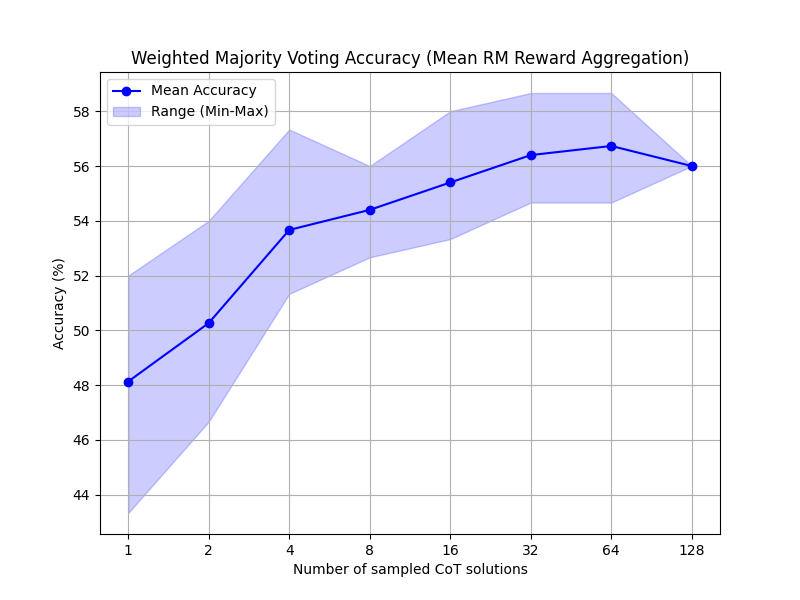 Weighted Majority Voting Accuracy (Mean RM Reward Aggregation)
Mean Accuracy
Range (Min-Max)
Accuracy (%)
58
56
54
52
50
48
46
44
1 2 4 8 16 32 64 128
Number of sampled CoT solutions